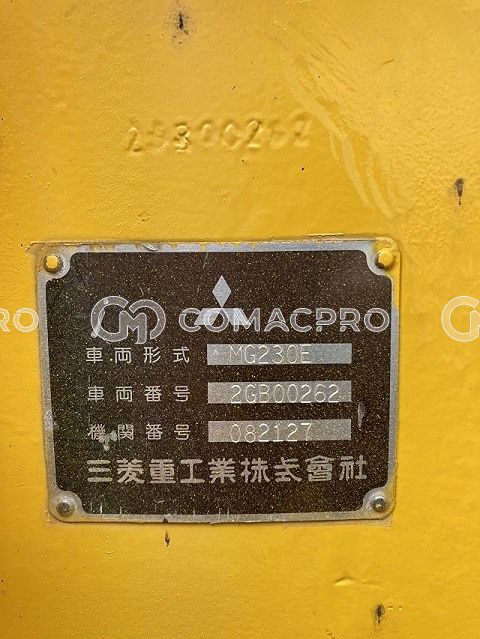 2GB00262
COMACPRO
車両形式 MG230E
車両番号 2GB00262
機関番号 082127
三菱重工業株式會社